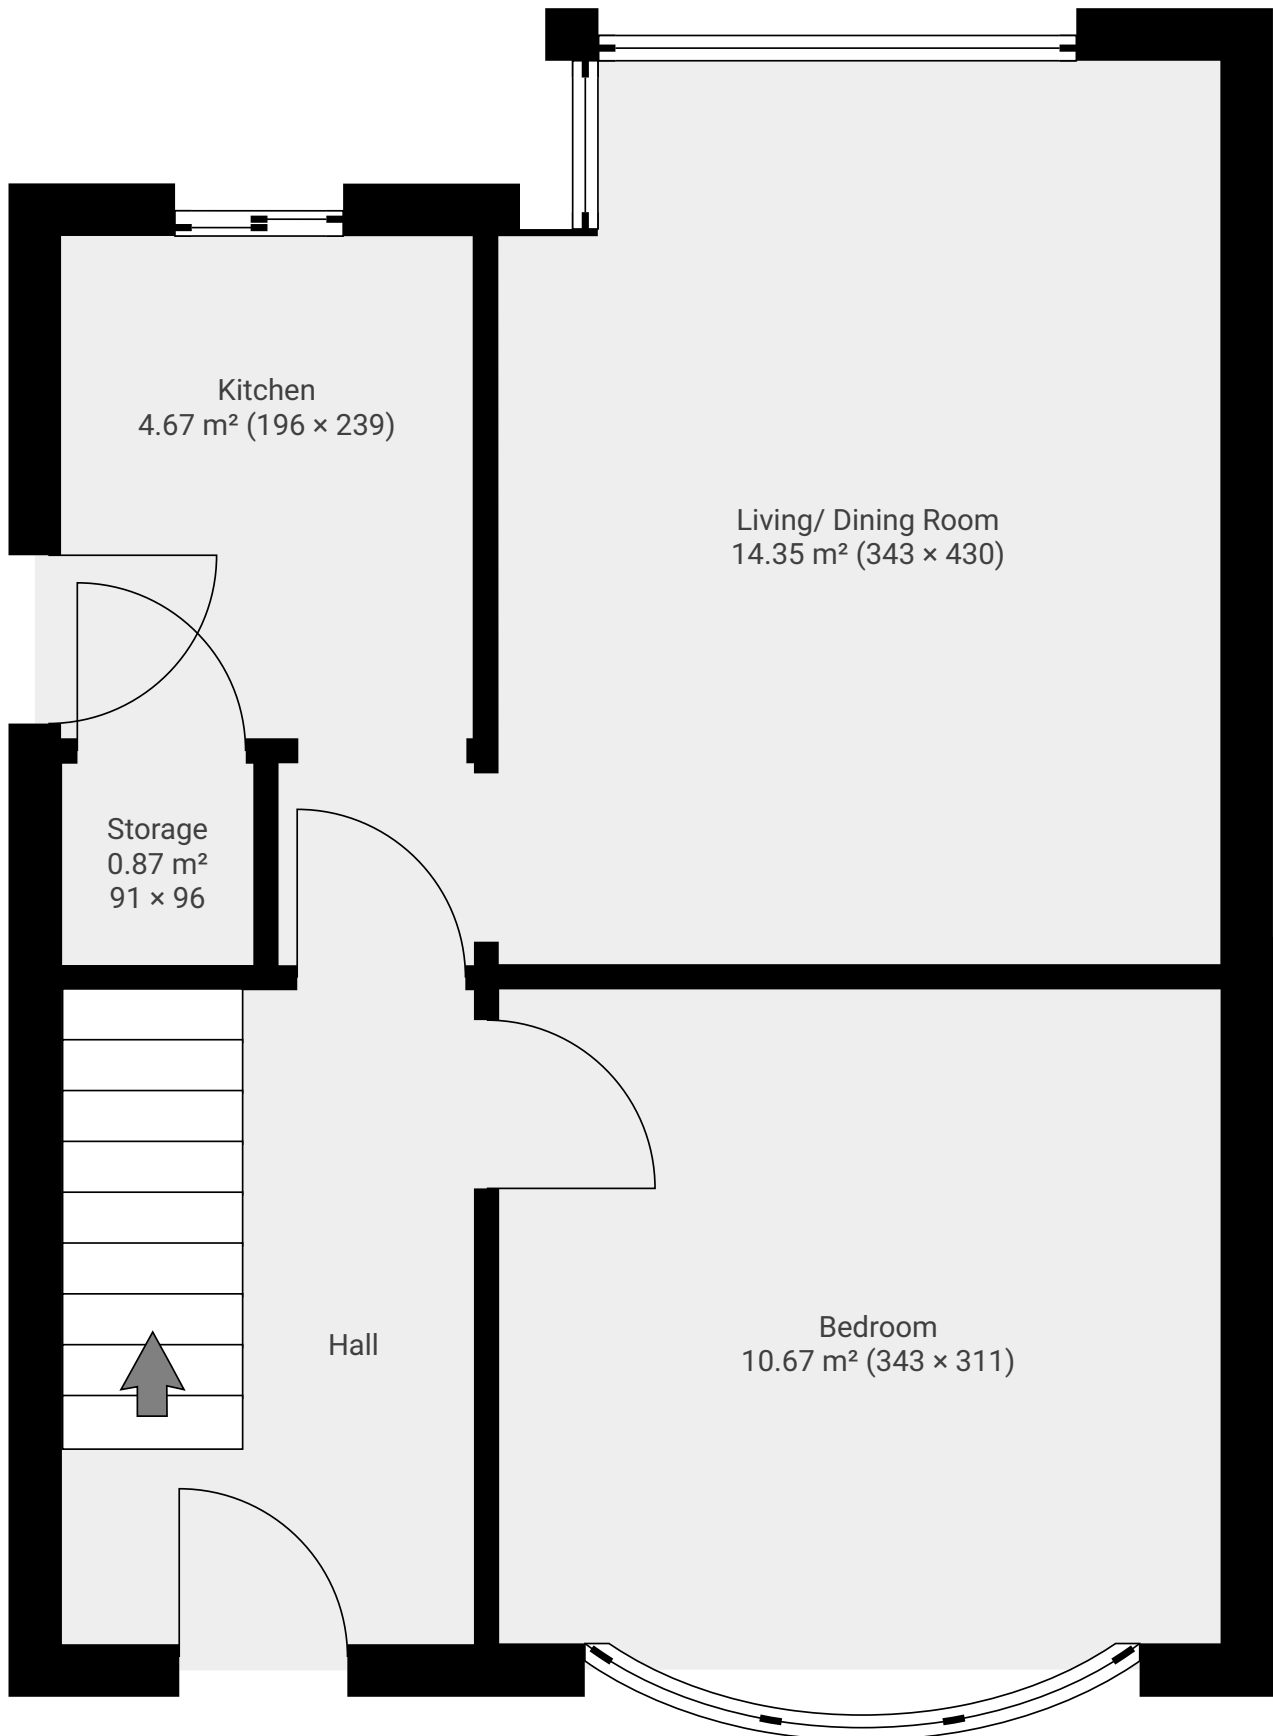 Kitchen
4.67 m² (196 × 239)
Living/ Dining Room
14.35 m² (343 × 430)
Storage
0.87 m²
91 × 96
Hall
Bedroom
10.67 m² (343 × 311)